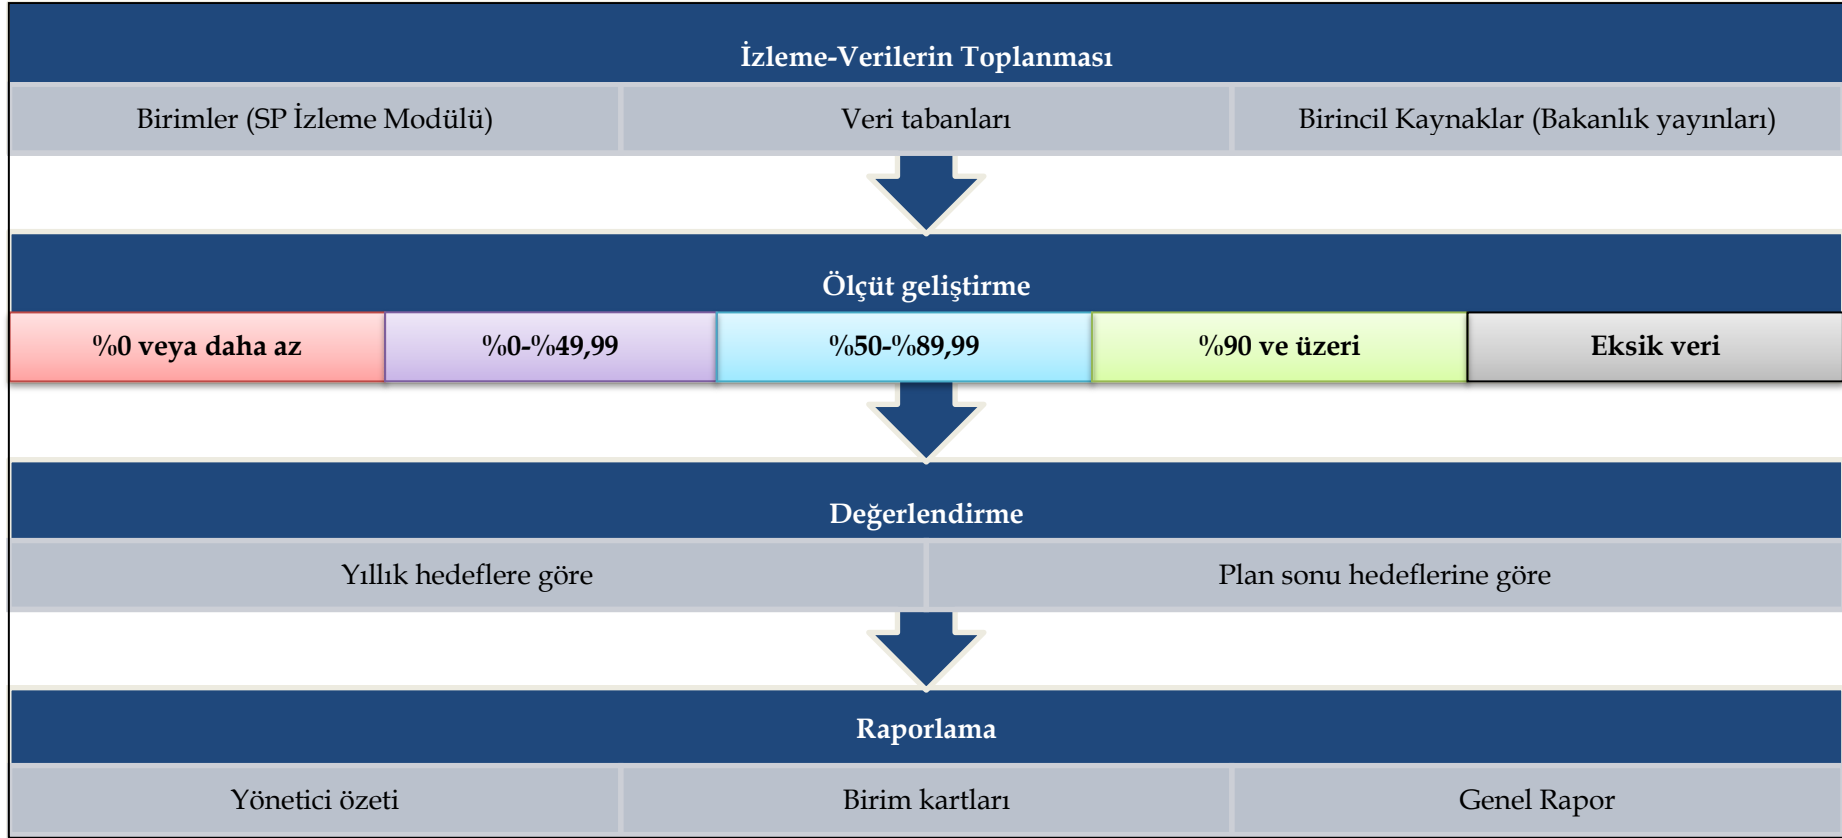 İzleme-Verilerin Toplanması
Birimler (SP İzleme Modülü)
Veri tabanları
Birincil Kaynaklar (Bakanlık yayınları)
Ölçüt geliştirme
%0 veya daha az
%0-%49,99
%50-%89,99
%90 ve üzeri
Eksik veri
Değerlendirme
Yıllık hedeflere göre
Plan sonu hedeflerine göre
Raporlama
Yönetici özeti
Birim kartları
Genel Rapor